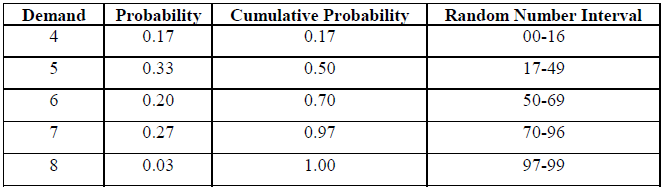 Demand Probability Cumulative Probability Random Number Interval
4 0.17 0.17 00-16
5 0.33 0.50 17-49
6 0.20 0.70 50-69
7 0.27 0.97 70-96
8 0.03 1.00 97-99